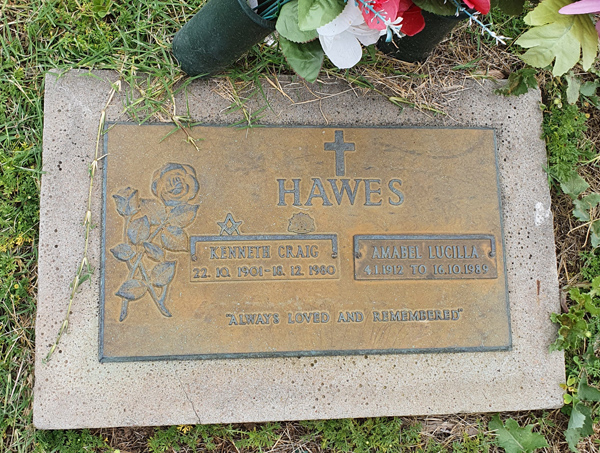 HAWES
KENNETH CRAIG
22. 10. 1901 - 18. 12. 1980
AMABEL LUCILLA
4.1.1912 TO 16.10.1989
"ALWAYS LOVED AND REMEMBERED"